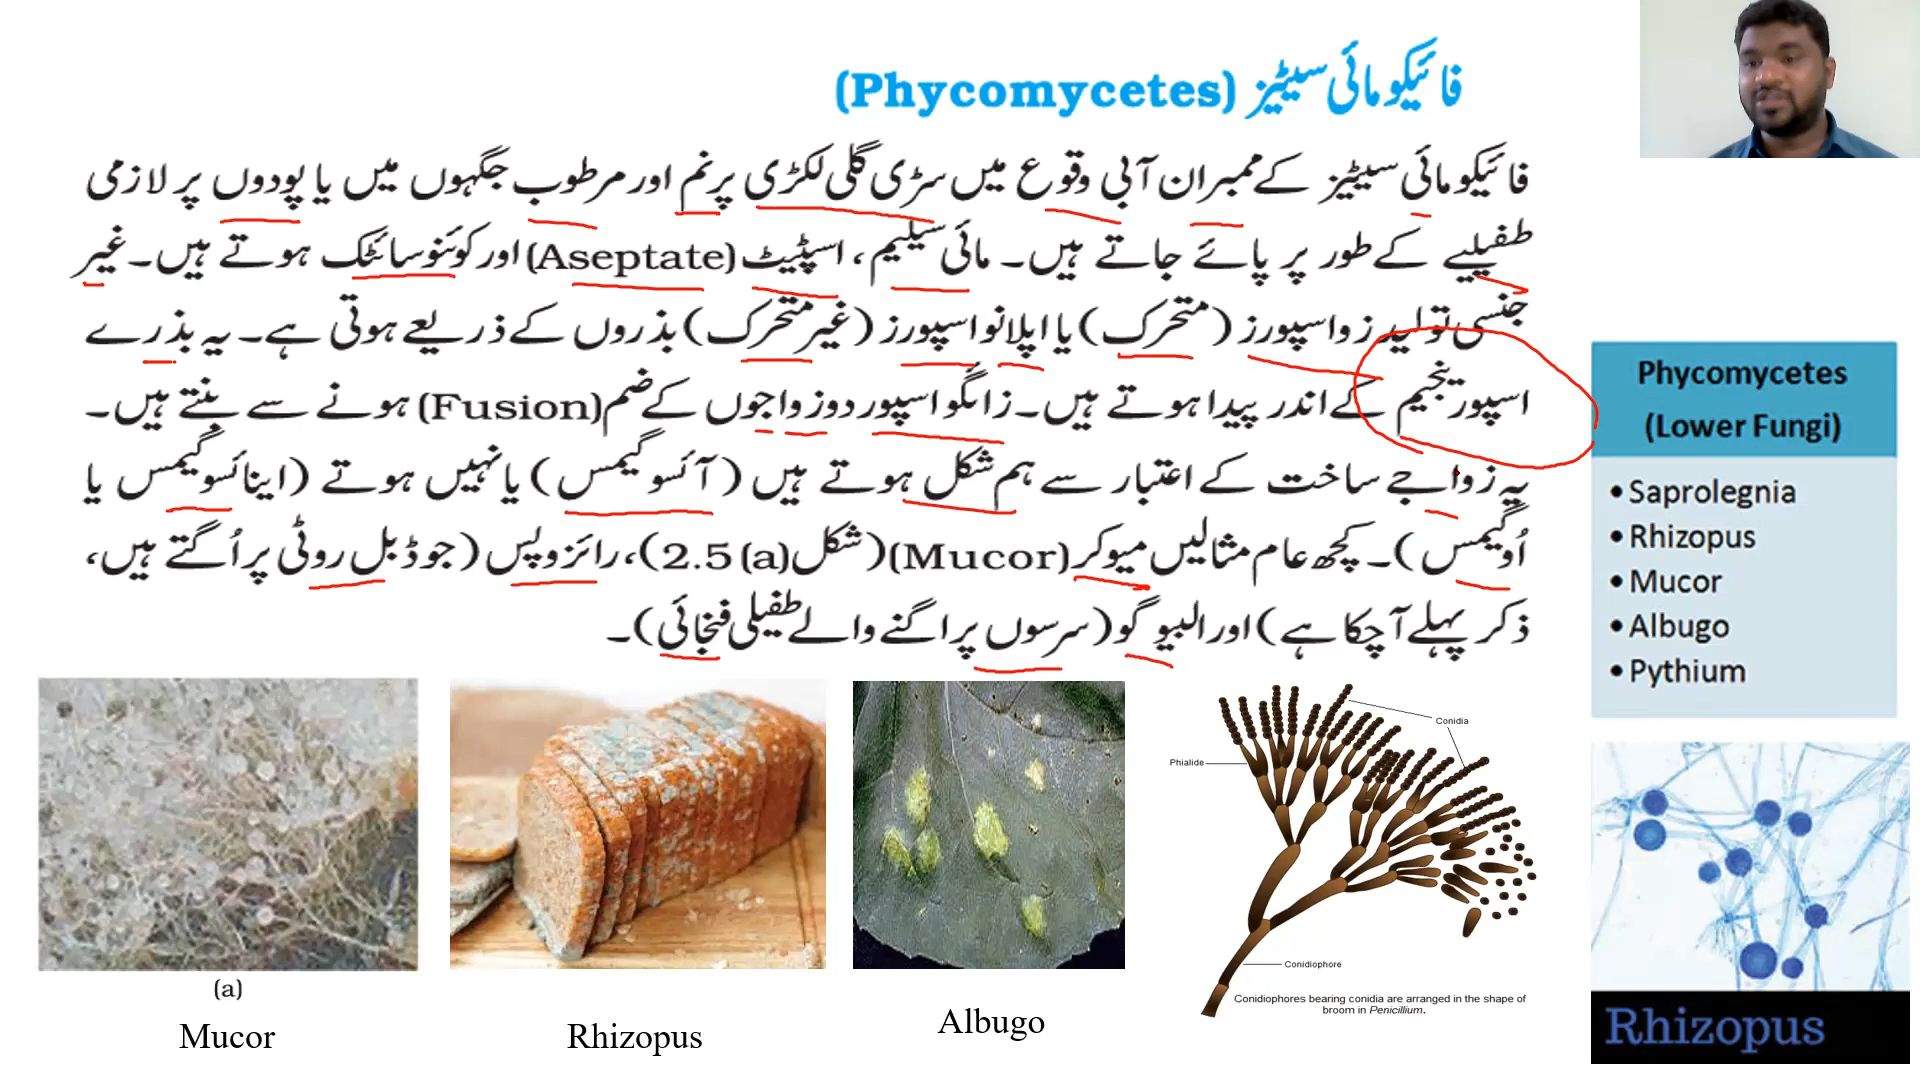 فائیکو مائی سیٹیز (Phycomycetes)
فائیکو مائی سیٹیز کے ممبران آبی وقوع میں سڑی گلی لکڑی پر نم اور مرطوب جگہوں میں یا پودوں پر لازمی
طفیلیے کے طور پر پائے جاتے ہیں۔ مائی سیلیم، اسپٹیٹ (Aseptate) اور کوئنوسائٹک ہوتے ہیں۔ غیر
جنسی تولید زواسپورز (متحرک) یا اپلانواسپورز (غیر متحرک) بذروں کے ذریعے ہوتی ہے۔ یہ بذرے
اسپورینجیم کے اندر پیدا ہوتے ہیں۔ زائگواسپور دو زواجوں کے ضم (Fusion) ہونے سے بنتے ہیں۔
یہ زواجے ساخت کے اعتبار سے ہم شکل ہوتے ہیں (آئسوگیمس) یا نہیں ہوتے (اینائسوگیمس یا
اُوگیمس)۔ کچھ عام مثالیں میوکر (Mucor) (شکل 2.5 (a))، رائزوپس (جو ڈبل روٹی پر اُگتے ہیں،
ذکر پہلے آچکا ہے) اور البیوگو (سرسوں پر اگنے والے طفیلی فنجائی)۔
Phycomycetes
(Lower Fungi)
• Saprolegnia
• Rhizopus
• Mucor
• Albugo
• Pythium
(a)
Mucor
Rhizopus
Albugo
Conidia
Phialide
Conidiophore
Conidiophores bearing conidia are arranged in the shape of
broom in Penicillium.
Rhizopus